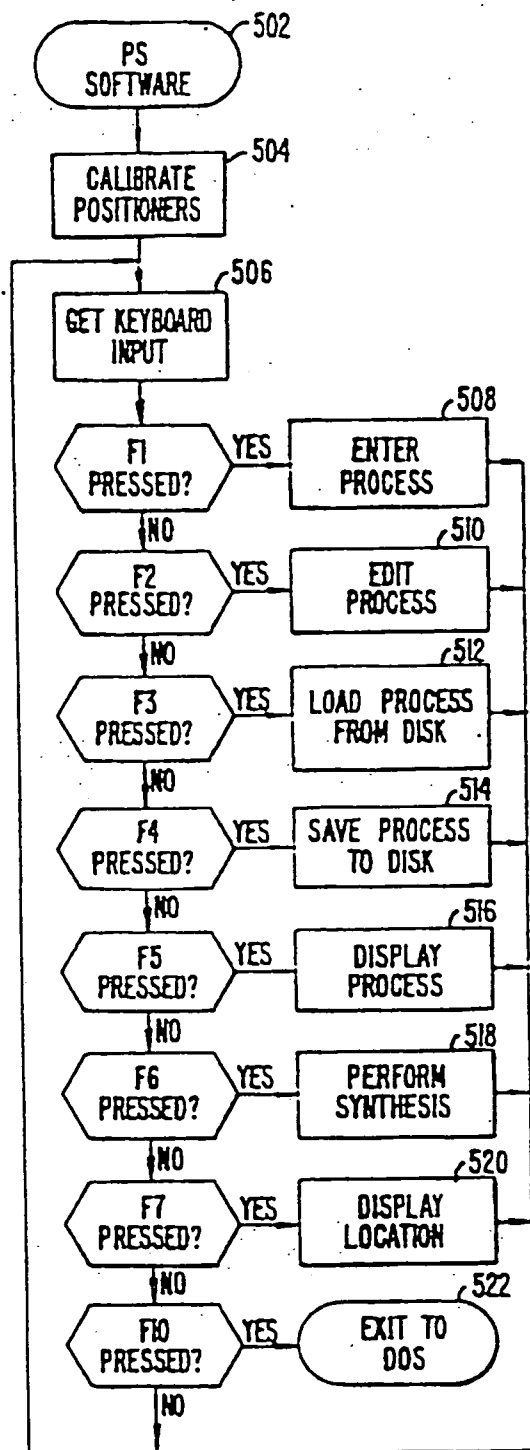 502
PS
SOFTWARE
504
CALIBRATE
POSITIONERS
506
GET KEYBOARD
INPUT
F1
PRESSED?
YES
508
ENTER
PROCESS
NO
F2
PRESSED?
YES
510
EDIT
PROCESS
NO
F3
PRESSED?
YES
512
LOAD PROCESS
FROM DISK
NO
F4
PRESSED?
YES
514
SAVE PROCESS
TO DISK
NO
F5
PRESSED?
YES
516
DISPLAY
PROCESS
NO
F6
PRESSED?
YES
518
PERFORM
SYNTHESIS
NO
F7
PRESSED?
YES
520
DISPLAY
LOCATION
NO
F10
PRESSED?
YES
522
EXIT TO
DOS
NO